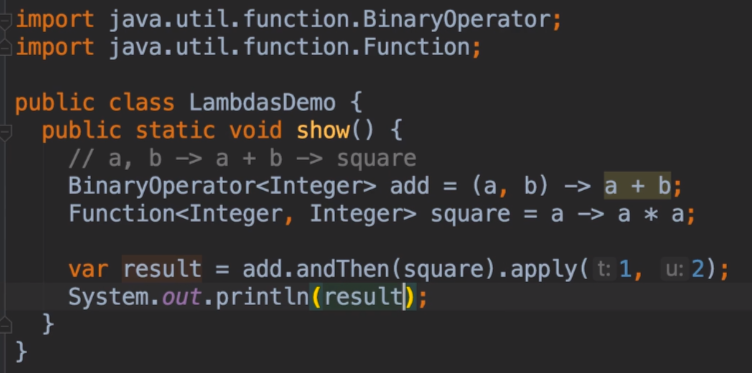 import java.util.function.BinaryOperator;
import java.util.function.Function;
public class LambdasDemo {
public static void show() {
// a, b -> a + b -> square
BinaryOperator<Integer> add = (a, b) -> a + b;
Function<Integer, Integer> square = a -> a * a;
var result = add.andThen(square).apply( t: 1, u: 2);
System.out.println(result);
}
}